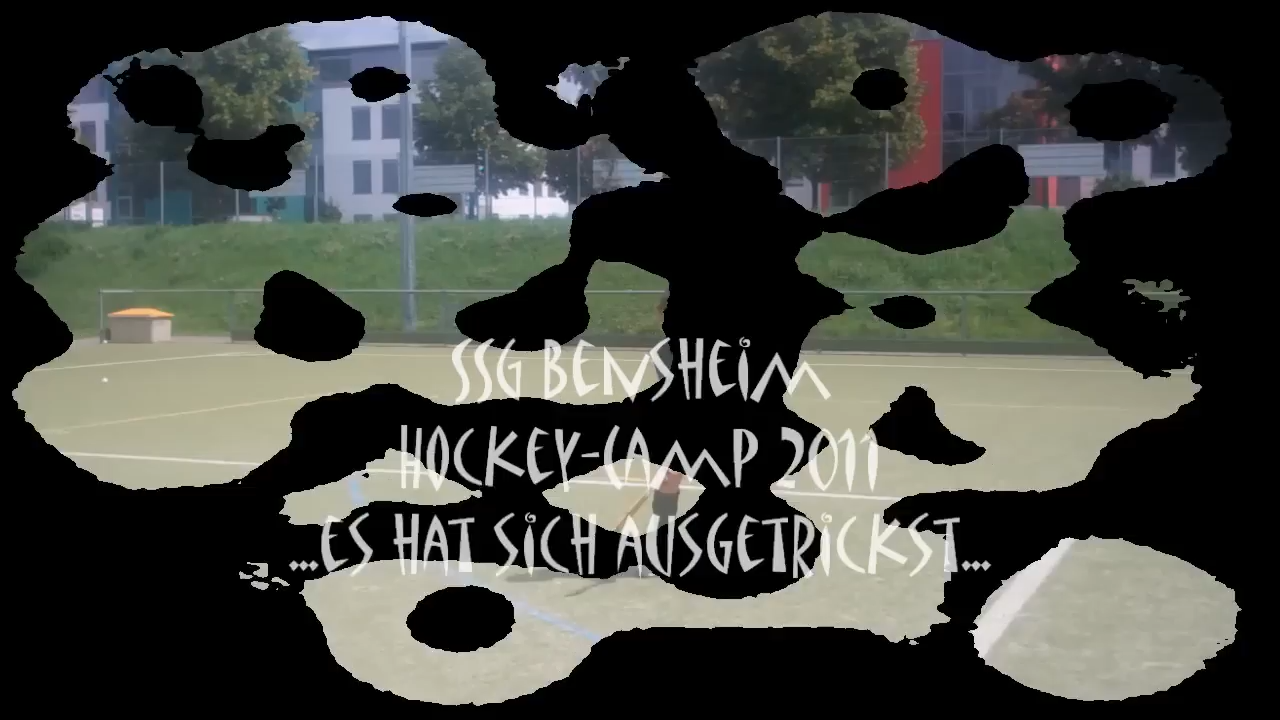 SSG BENSHEIM
HOCKEY-CAMP 2011
...ES HAT SICH AUSGETRICKST...